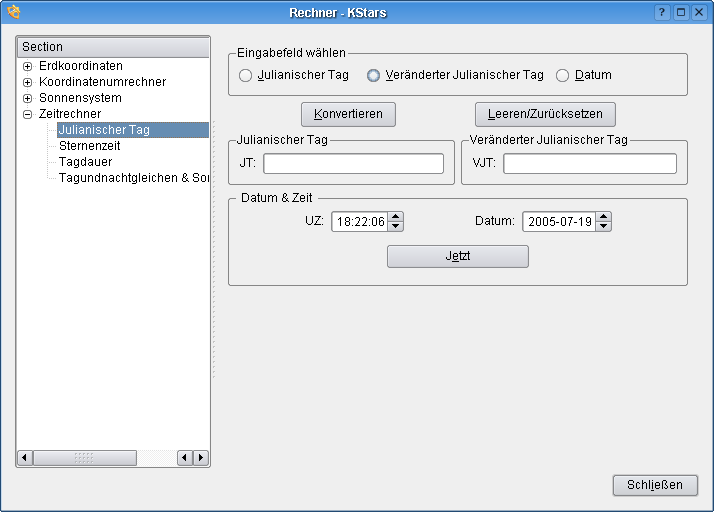 Rechner - KStars
Section
Erdkoordinaten
Koordinatenumrechner
Sonnensystem
Zeitrechner
Julianischer Tag
Sternenzeit
Tagdauer
Tagundnachtgleichen & Son
Eingabefeld wählen
Julianischer Tag Veränderter Julianischer Tag Datum
Konvertieren Leeren/Zurücksetzen
Julianischer Tag Veränderter Julianischer Tag
JT: VJT:
Datum & Zeit
UZ: 18:22:06 Datum: 2005-07-19
Jetzt
Schließen